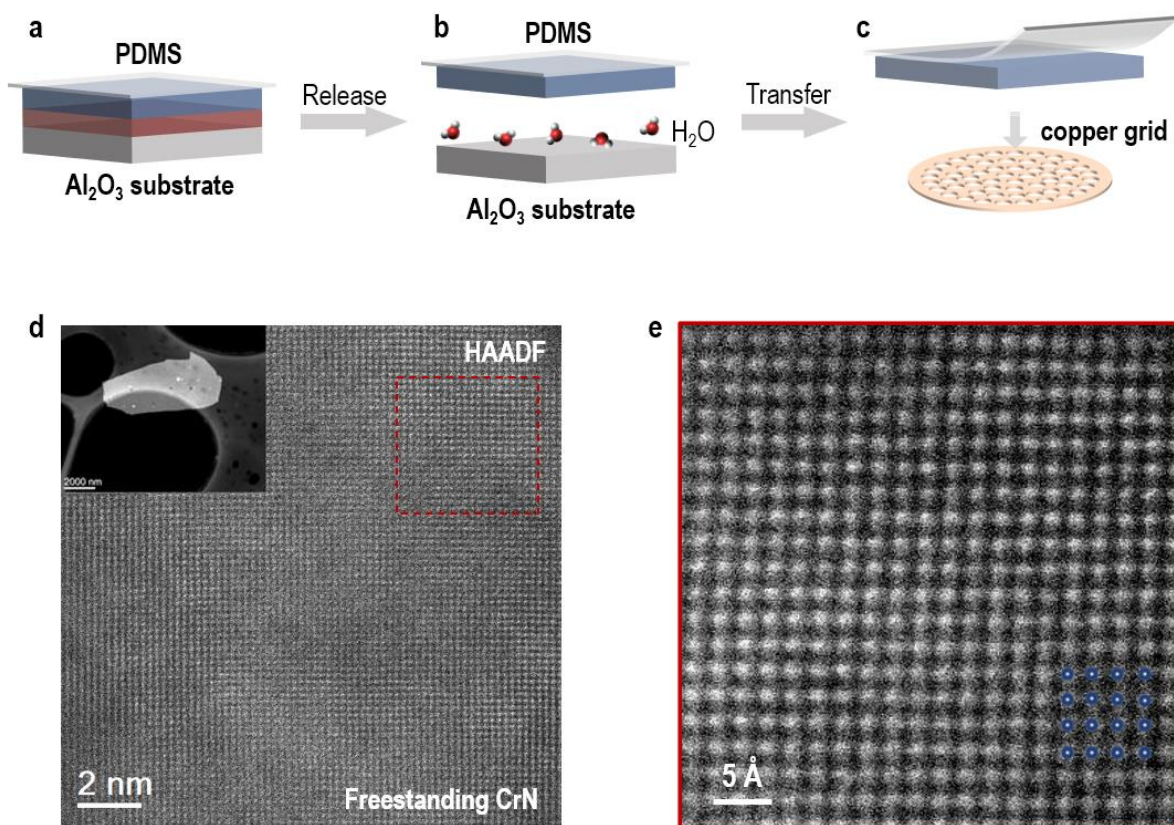 a
PDMS
Al₂O₃ substrate
Release
b
PDMS
H₂O
Al₂O₃ substrate
Transfer
c
copper grid
d
HAADF
2000 nm
2 nm
Freestanding CrN
e
5 Å